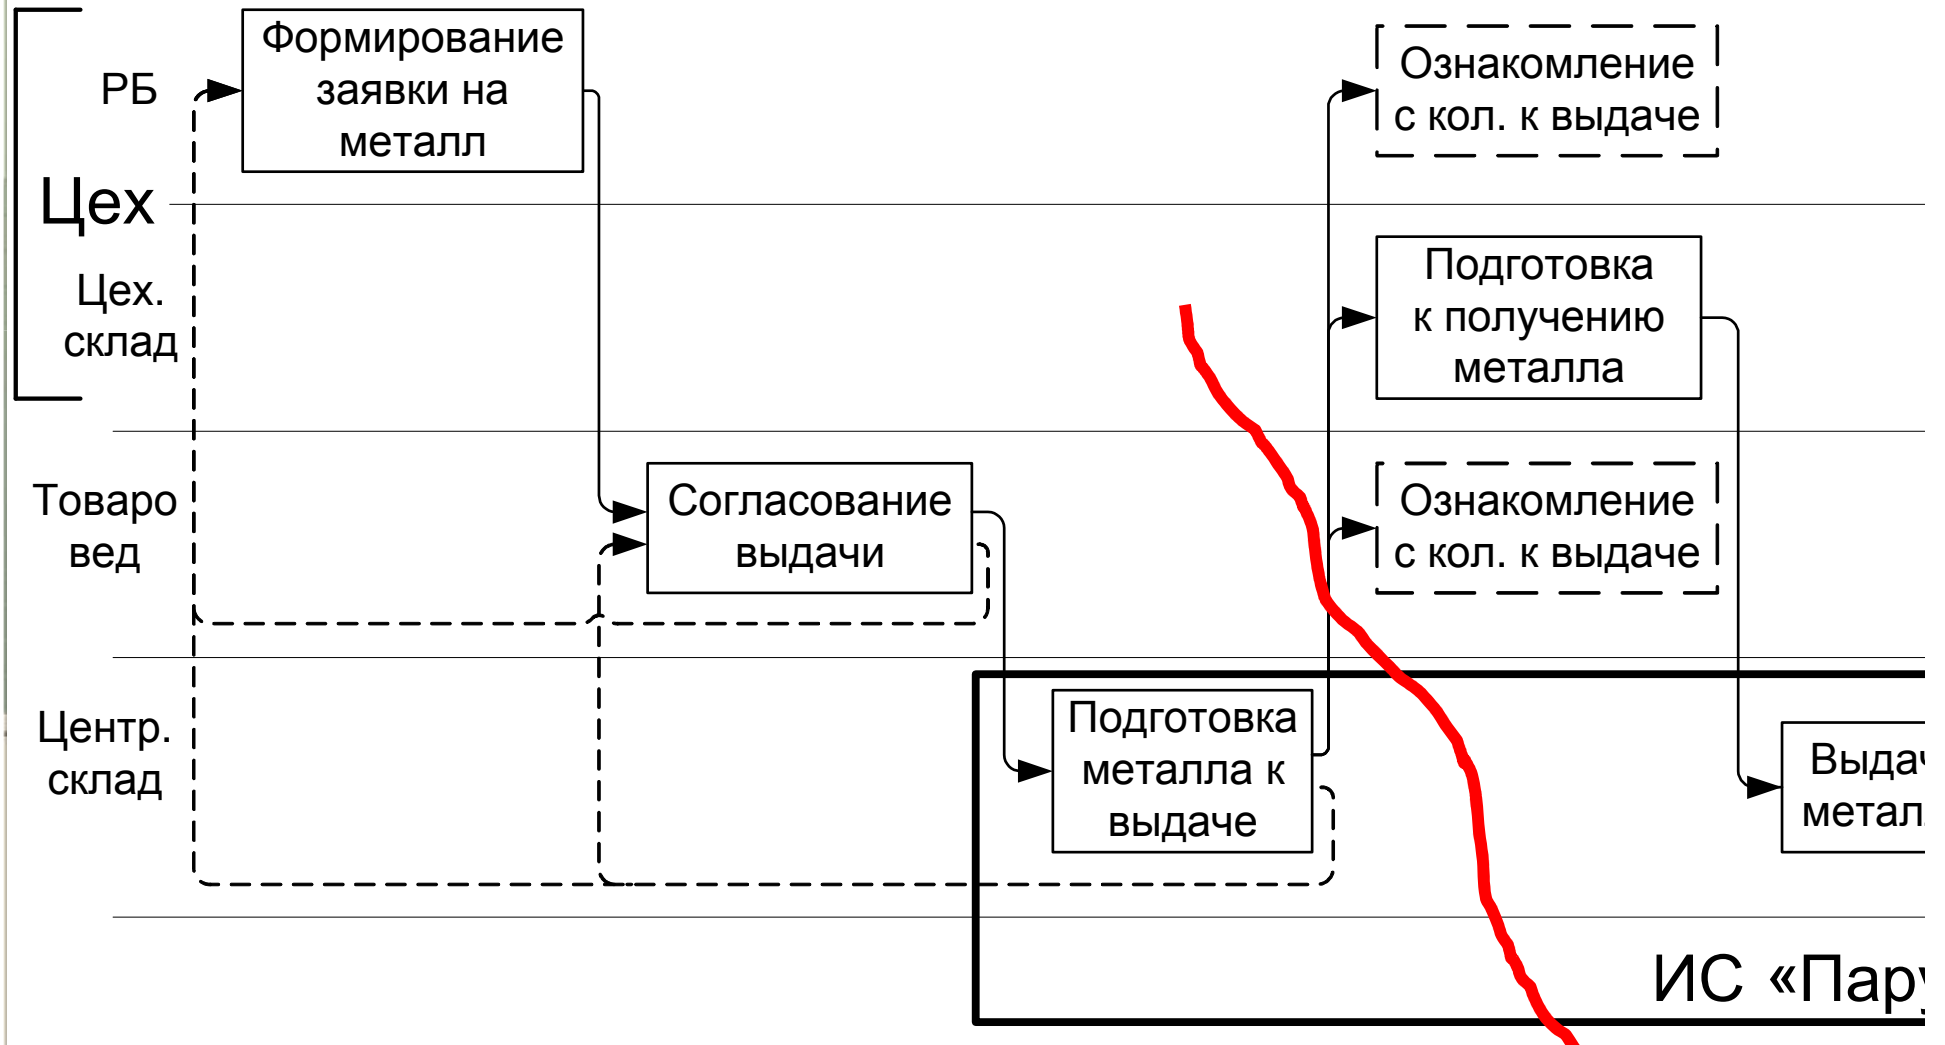 РБ
Формирование
заявки на
металл
Ознакомление
с кол. к выдаче
Цех
Цех.
склад
Подготовка
к получению
металла
Товаро
вед
Согласование
выдачи
Ознакомление
с кол. к выдаче
Центр.
склад
Подготовка
металла к
выдаче
ИС